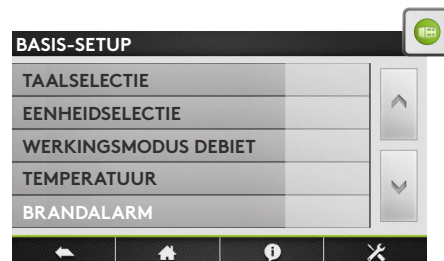 BASIS-SETUP
TAALSELECTIE
EENHEIDSELECTIE
WERKINGSMODUS DEBIET
TEMPERATUUR
BRANDALARM